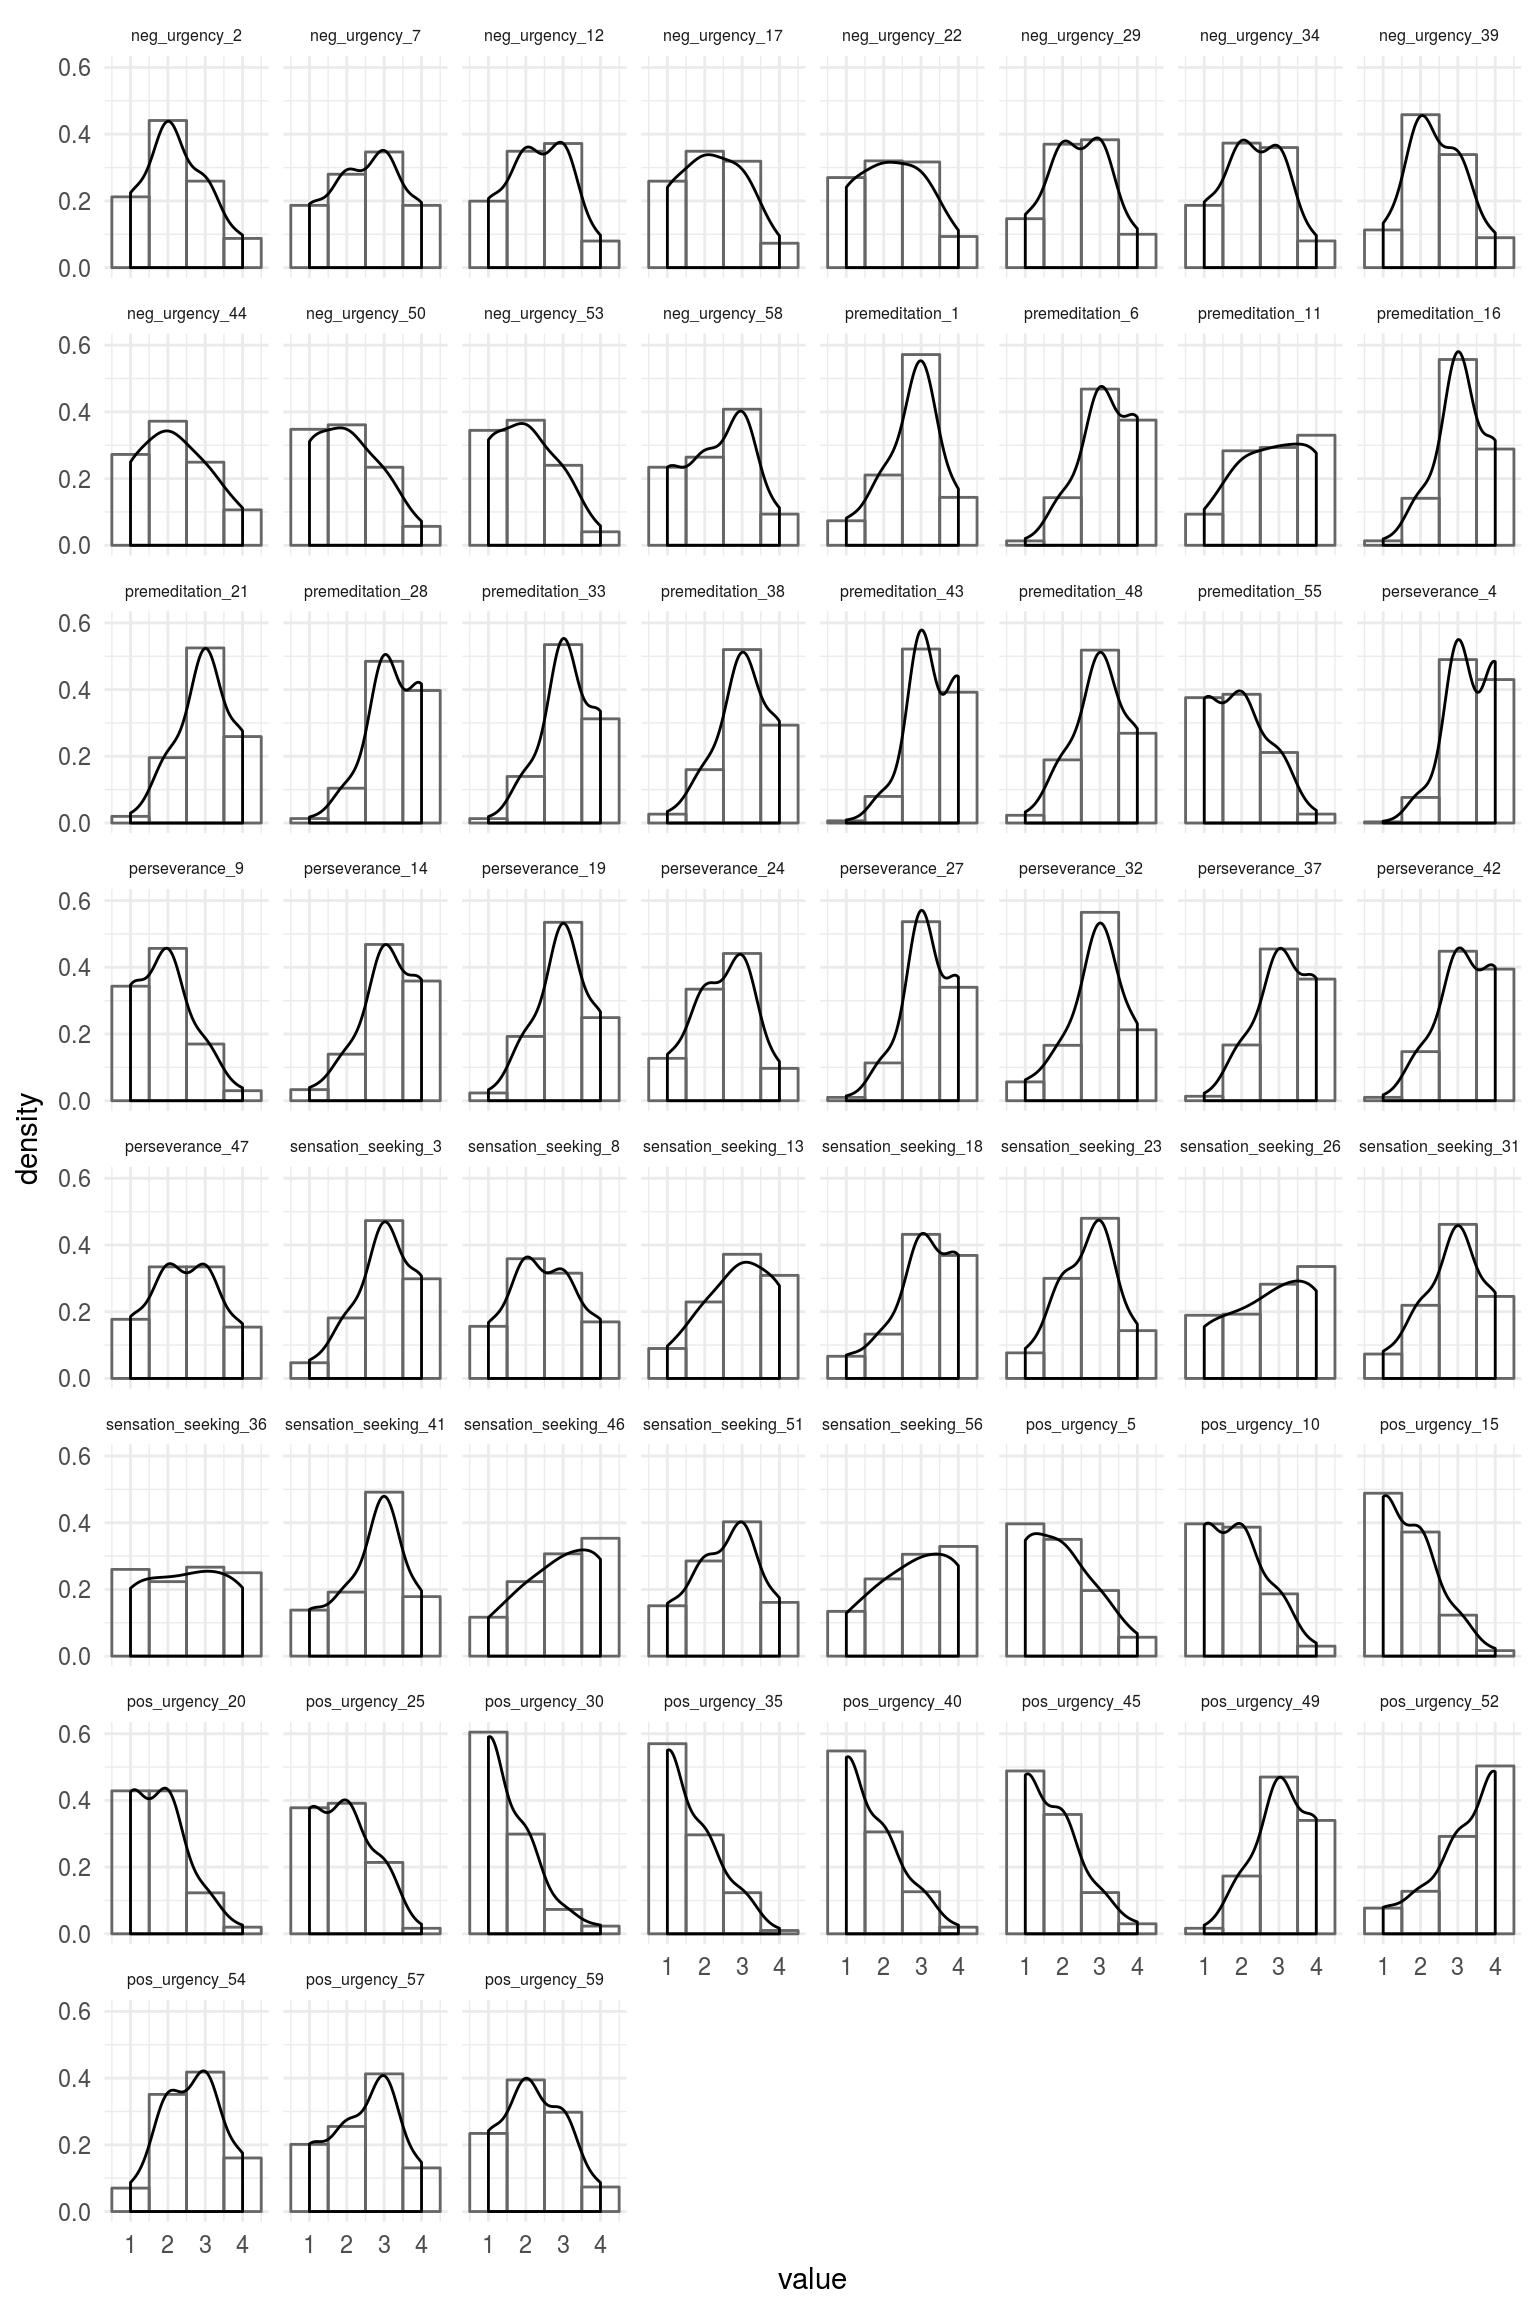 neg_urgency_2 neg_urgency_7 neg_urgency_12 neg_urgency_17 neg_urgency_22 neg_urgency_29 neg_urgency_34 neg_urgency_39
0.6
0.4
0.2
0.0
neg_urgency_44 neg_urgency_50 neg_urgency_53 neg_urgency_58 premeditation_1 premeditation_6 premeditation_11 premeditation_16
0.6
0.4
0.2
0.0
premeditation_21 premeditation_28 premeditation_33 premeditation_38 premeditation_43 premeditation_48 premeditation_55 perseverance_4
0.6
0.4
0.2
0.0
perseverance_9 perseverance_14 perseverance_19 perseverance_24 perseverance_27 perseverance_32 perseverance_37 perseverance_42
0.6
0.4
0.2
0.0
density
perseverance_47 sensation_seeking_3 sensation_seeking_8 sensation_seeking_13 sensation_seeking_18 sensation_seeking_23 sensation_seeking_26 sensation_seeking_31
0.6
0.4
0.2
0.0
sensation_seeking_36 sensation_seeking_41 sensation_seeking_46 sensation_seeking_51 sensation_seeking_56 pos_urgency_5 pos_urgency_10 pos_urgency_15
0.6
0.4
0.2
0.0
pos_urgency_20 pos_urgency_25 pos_urgency_30 pos_urgency_35 pos_urgency_40 pos_urgency_45 pos_urgency_49 pos_urgency_52
0.6
0.4
0.2
0.0
1 2 3 4 1 2 3 4 1 2 3 4 1 2 3 4 1 2 3 4
pos_urgency_54 pos_urgency_57 pos_urgency_59
0.6
0.4
0.2
0.0
1 2 3 4 1 2 3 4 1 2 3 4
value